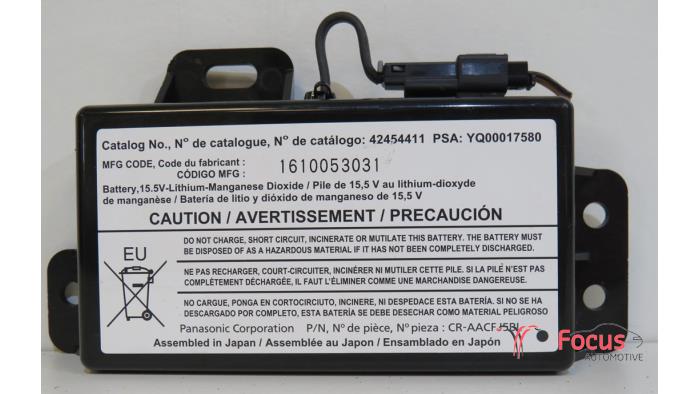 Catalog No., Nº de catalogue, Nº de catálogo: 42454411 PSA: YQ00017580
MFG CODE, Code du fabricant :
CÓDIGO MFG :
1610053031
Battery,15.5V-Lithium-Manganese Dioxide / Pile de 15,5 V au lithium-dioxyde
de manganèse / Batería de litio y dióxido de manganeso de 15,5 V
CAUTION / AVERTISSEMENT / PRECAUCIÓN
EU
DO NOT CHARGE, SHORT CIRCUIT, INCINERATE OR MUTILATE THIS BATTERY. THE BATTERY MUST
BE DISPOSED OF AS A HAZARDOUS MATERIAL IF IT HAS NOT BEEN COMPLETELY DISCHARGED.
NE PAS RECHARGER, COURT-CIRCUITER, INCINÉRER NI MUTILER CETTE PILE. SI LA PILE N'EST PAS
COMPLÈTEMENT DÉCHARGÉE, IL FAUT L'ÉLIMINER COMME UNE MARCHANDISE DANGEREUSE.
NO CARGUE, PONGA EN CORTOCIRCUITO, INCINERE, NI DESPEDACE ESTA BATERÍA. SI NO SE HA
DESCARGADO POR COMPLETO, SE DEBE DESECHAR COMO MATERIAL PELIGROSO
Panasonic Corporation P/N, Nº de pièce, Nº pieza :
Assembled in Japan / Assemblée au Japon / Ensamblado en Japón
Focus
AUTOMOTIVE